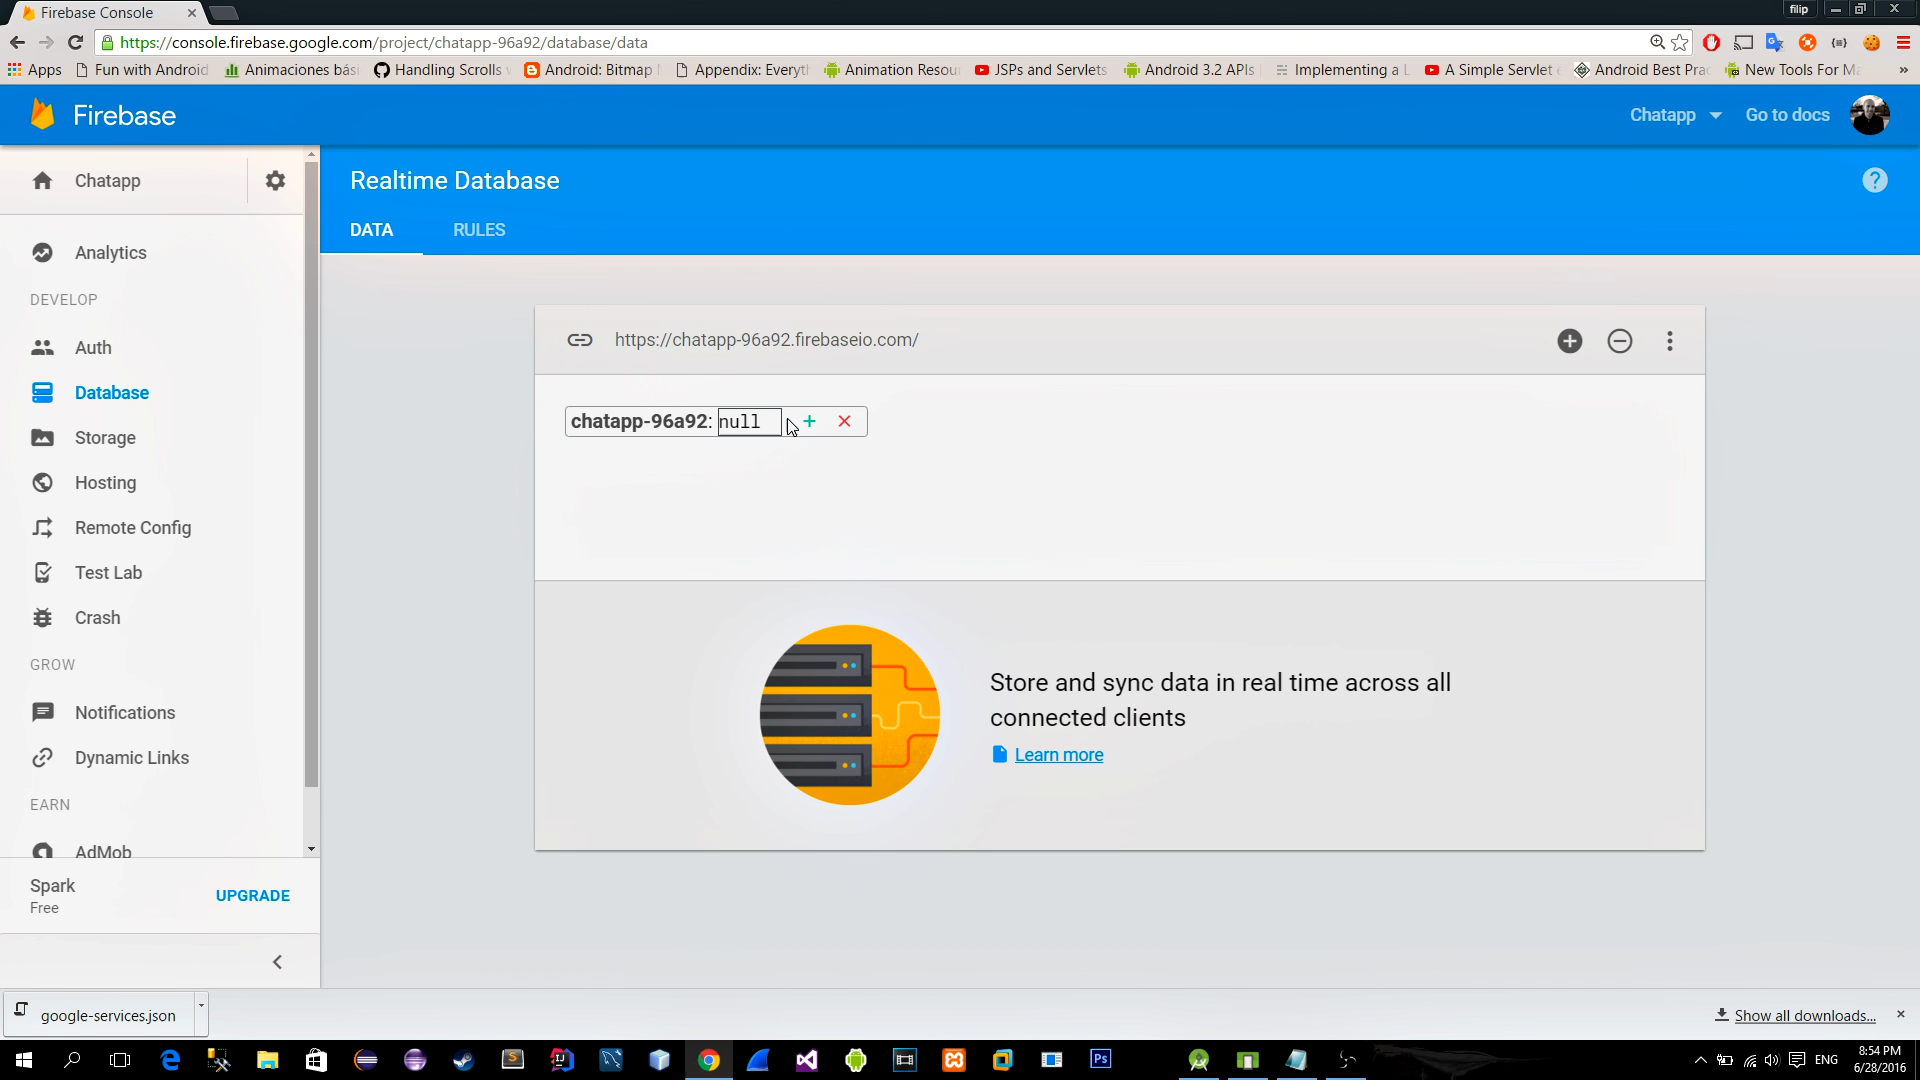 Firebase Console
filip
https://console.firebase.google.com/project/chatapp-96a92/database/data
Apps
Fun with Android
Animaciones bási
Handling Scrolls
Android: Bitmap
Appendix: Everyt
Animation Resou
JSPs and Servlets
Android 3.2 APIs
Implementing a L
A Simple Servlet
Android Best Prac
New Tools For Ma
»
Firebase
Chatapp
Go to docs
Chatapp
Realtime Database
?
DATA
RULES
Analytics
DEVELOP
Auth
Database
Storage
Hosting
Remote Config
Test Lab
Crash
GROW
Notifications
Dynamic Links
EARN
AdMob
Spark
Free
UPGRADE
https://chatapp-96a92.firebaseio.com/
chatapp-96a92: null
Store and sync data in real time across all
connected clients
Learn more
google-services.json
Show all downloads...
Ps
ENG
8:54 PM
6/28/2016